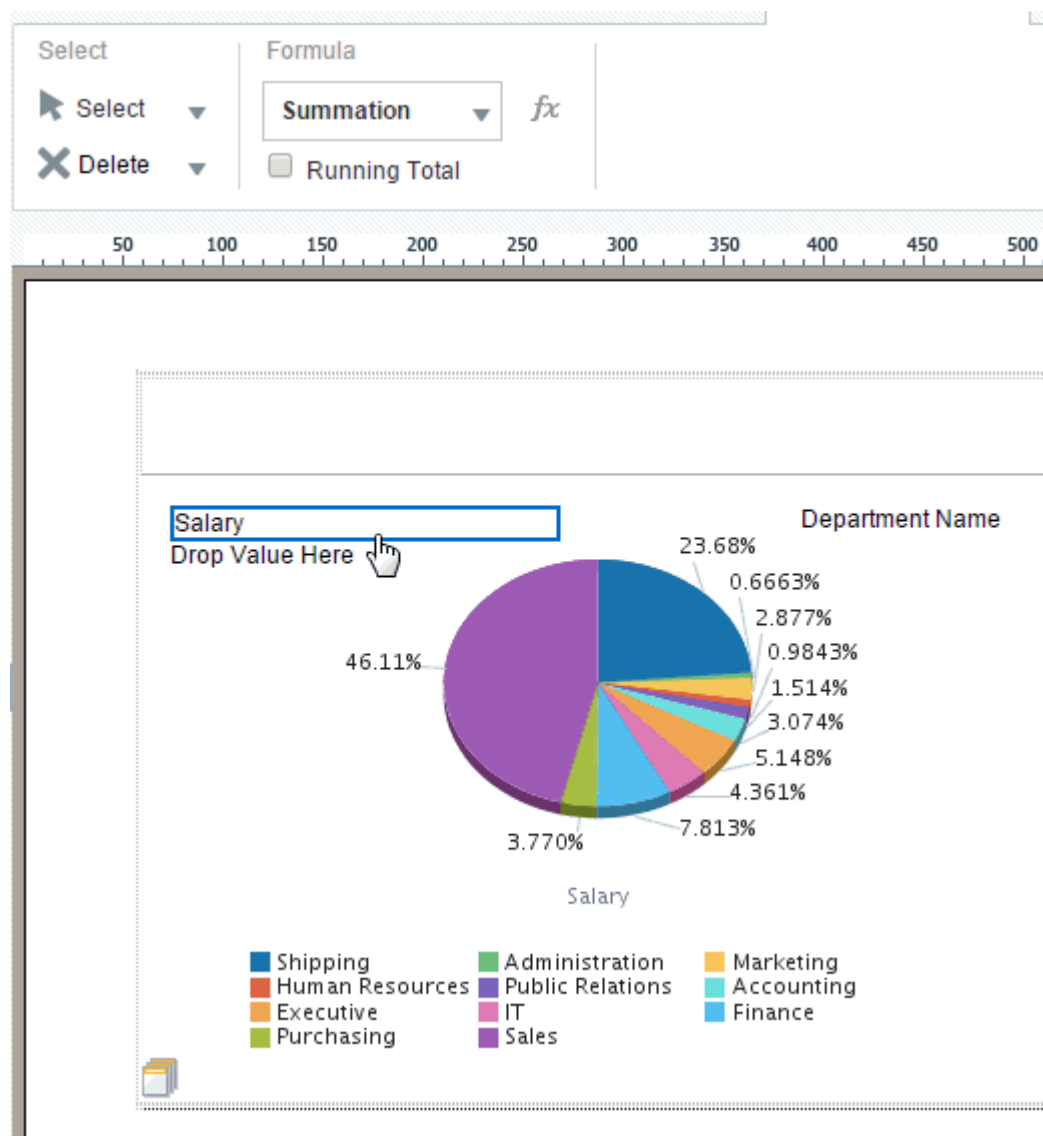 Select Formula
Select Summation fx
Delete Running Total
50 100 150 200 250 300 350 400 450 500
Salary Department Name
Drop Value Here
23.68%
0.6663%
2.877%
0.9843%
46.11%
1.514%
3.074%
5.148%
4.361%
7.813%
3.770%
Salary
Shipping Administration Marketing
Human Resources Public Relations Accounting
Executive IT Finance
Purchasing Sales